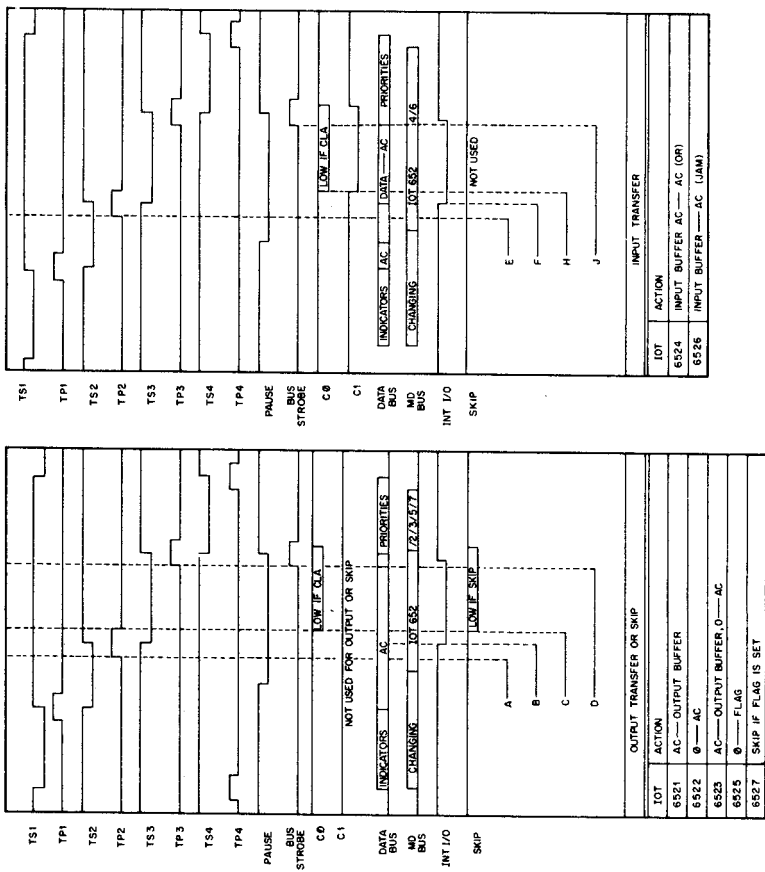 TS1
TP1
TS2
TP2
TS3
TP3
TS4
TP4
PAUSE
BUS
STROBE
CØ
C1
DATA
BUS
MD
BUS
INT I/O
SKIP
LOW IF CLA
NOT USED FOR OUTPUT OR SKIP
INDICATORS
AC
PRIORITIES
CHANGING
IOT 652
1/2/3/5/7
LOW IF SKIP
A
B
C
D
OUTPUT TRANSFER OR SKIP
IOT ACTION
6521 AC — OUTPUT BUFFER
6522 Ø — AC
6523 AC — OUTPUT BUFFER, O — AC
6525 Ø — FLAG
6527 SKIP IF FLAG IS SET
TS1
TP1
TS2
TP2
TS3
TP3
TS4
TP4
PAUSE
BUS
STROBE
CØ
C1
DATA
BUS
MD
BUS
INT I/O
SKIP
LOW IF CLA
INDICATORS
AC
DATA — AC
PRIORITIES
CHANGING
IOT 652
4/6
NOT USED
E
F
H
J
INPUT TRANSFER
IOT ACTION
6524 INPUT BUFFER AC — AC (OR)
6526 INPUT BUFFER — AC (JAM)